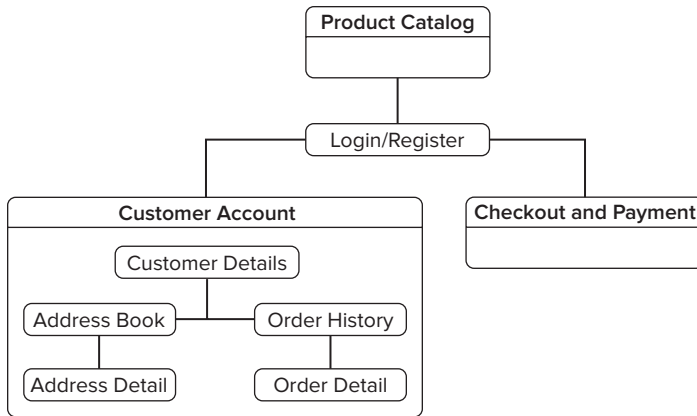 Product Catalog
Login/Register
Customer Account
Checkout and Payment
Customer Details
Address Book
Order History
Address Detail
Order Detail